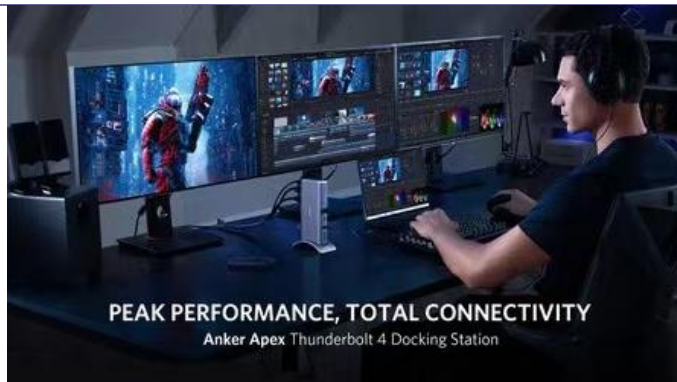 PEAK PERFORMANCE, TOTAL CONNECTIVITY
Anker Apex Thunderbolt 4 Docking Station